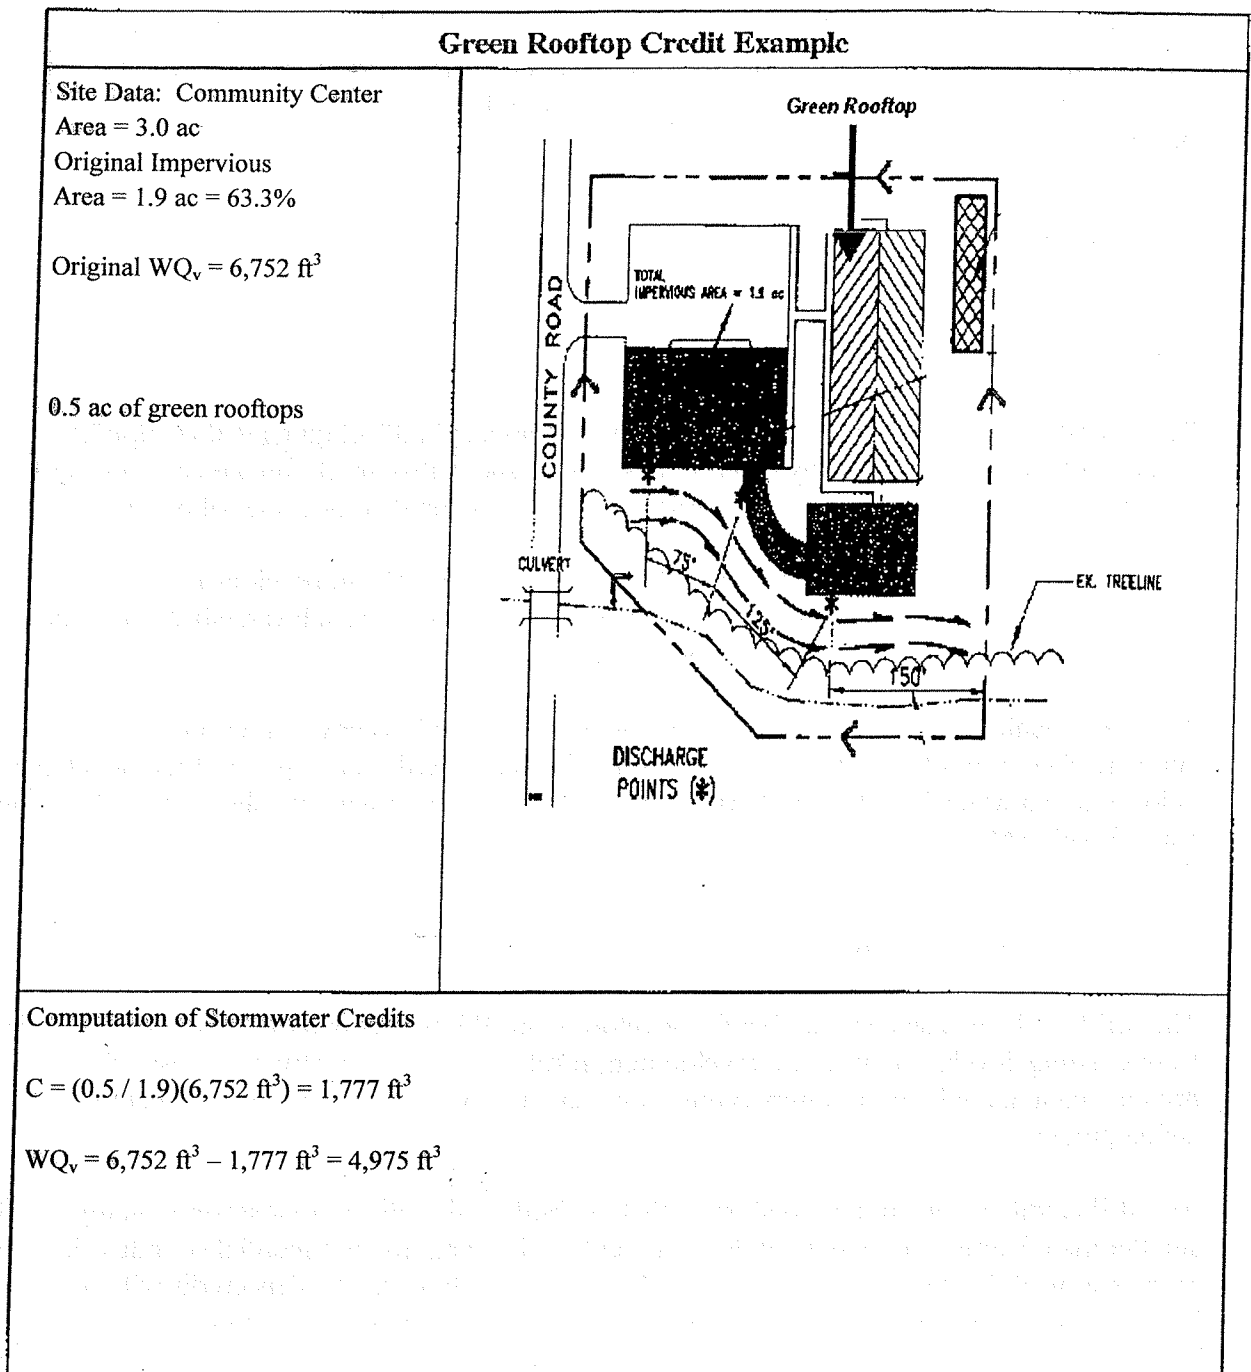 Green Rooftop Credit Example
Site Data: Community Center
Area = 3.0 ac
Original Impervious
Area = 1.9 ac = 63.3%
Original WQv = 6,752 ft³
0.5 ac of green rooftops
Green Rooftop
TOTAL
IMPERVIOUS AREA = 1.9 ac
COUNTY ROAD
CULVERT
75'
125'
EX. TREELINE
150'
DISCHARGE
POINTS (*)
Computation of Stormwater Credits
C = (0.5 / 1.9)(6,752 ft³) = 1,777 ft³
WQv = 6,752 ft³ – 1,777 ft³ = 4,975 ft³